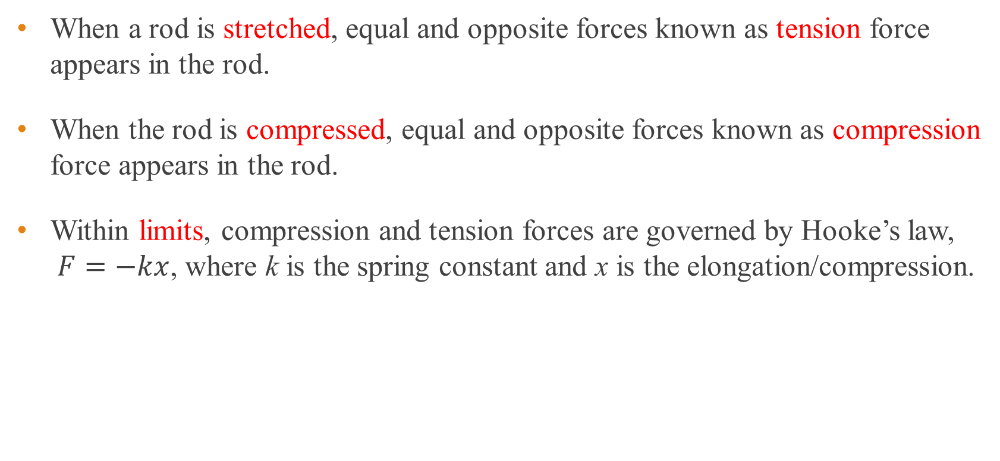 • When a rod is stretched, equal and opposite forces known as tension force
appears in the rod.
• When the rod is compressed, equal and opposite forces known as compression
force appears in the rod.
• Within limits, compression and tension forces are governed by Hooke’s law,
F = −kx, where k is the spring constant and x is the elongation/compression.